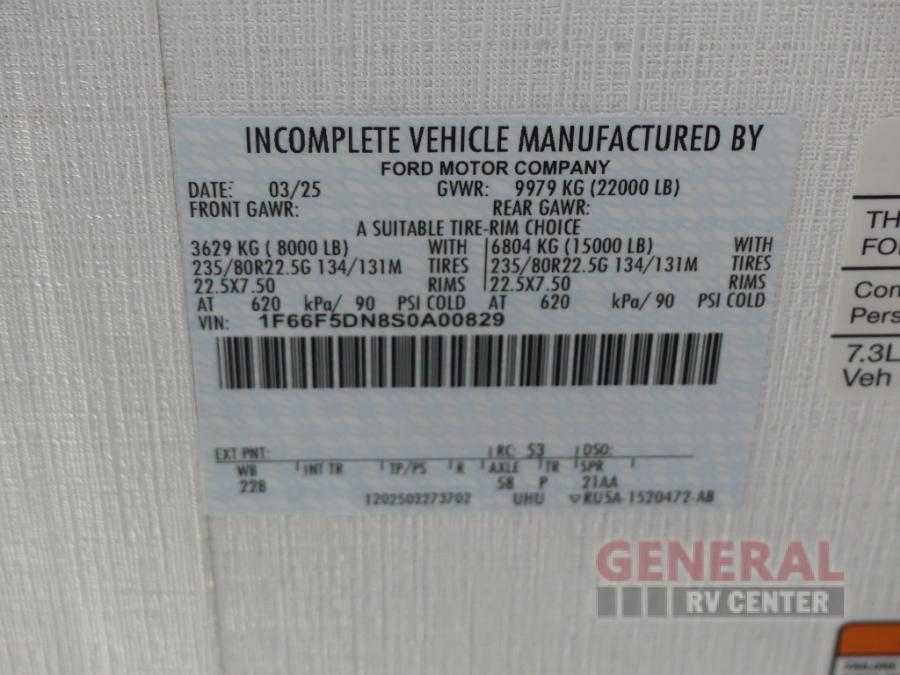 INCOMPLETE VEHICLE MANUFACTURED BY
FORD MOTOR COMPANY
DATE: 03/25 GVWR: 9979 KG (22000 LB)
FRONT GAWR: REAR GAWR:
A SUITABLE TIRE-RIM CHOICE
3629 KG ( 8000 LB) WITH 6804 KG (15000 LB) WITH
235/80R22.5G 134/131M TIRES 235/80R22.5G 134/131M TIRES
22.5X7.50 RIMS 22.5X7.50 RIMS
AT 620 kPa/ 90 PSI COLD AT 620 kPa/ 90 PSI COLD
VIN: 1F66F5DN8S0A00829
EXT PNT: RC: 53 DSO:
WB INT TR TP/PS R AXLE TR SPR
228 58 P 21AA
1202503273702 UHU RU5A-1520472-AB
TH
FO
Con
Pers
7.3L
Veh
GENERAL
RV CENTER